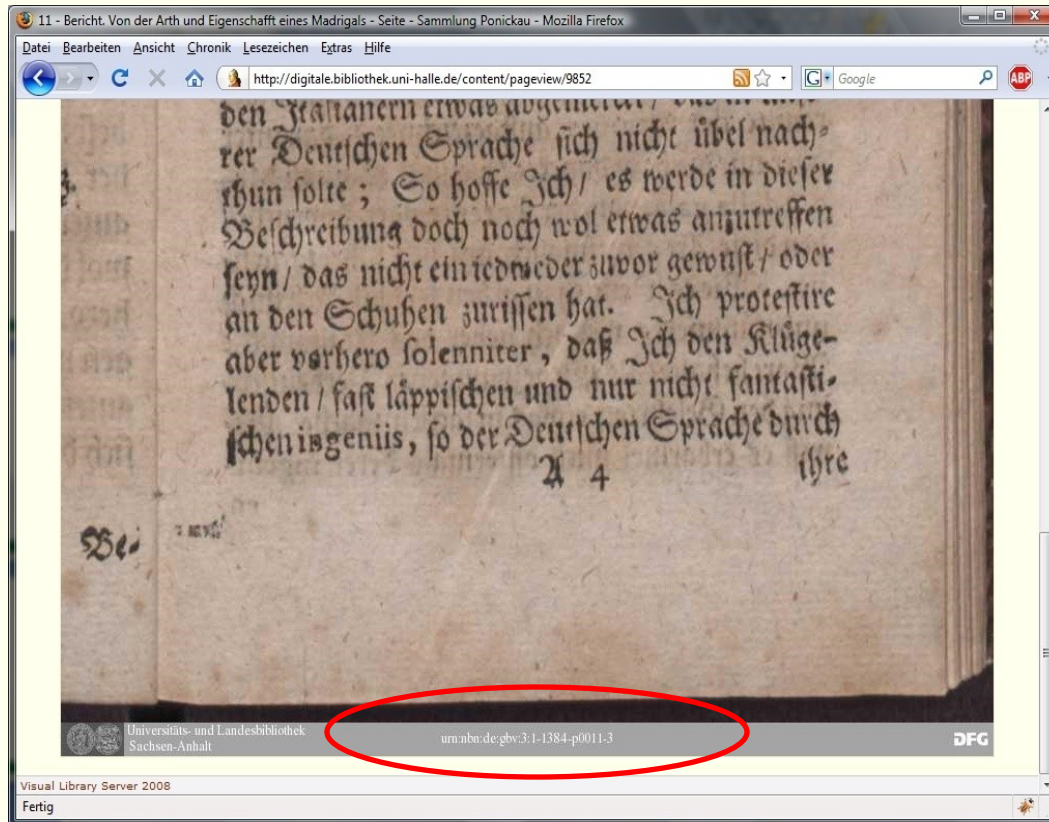 11 - Bericht. Von der Arth und Eigenschafft eines Madrigals - Seite - Sammlung Ponickau - Mozilla Firefox
Datei Bearbeiten Ansicht Chronik Lesezeichen Extras Hilfe
http://digitale.bibliothek.uni-halle.de/content/pageview/9852
Google
ABP
den Italianern etwas
rer Deutschen Sprache sich nicht übel nach-
thun solte ; So hoffe Ich / es werde in dieser
Beschreibung doch noch wol etwas anzutreffen
seyn / das nicht ein iedweder zuvor gewust / oder
an den Schuhen zurissen hat. Ich protestire
aber vorhero solenniter, daß Ich den Klüge-
lenden / fast läppischen und nur nicht fantasti-
schen ingeniis, so der Deutschen Sprache durch
A 4 ihre
Bei
Universitäts- und Landesbibliothek
Sachsen-Anhalt
urn:nbn:de:gbv:3:1-1384-p0011-3
DFG
Visual Library Server 2008
Fertig